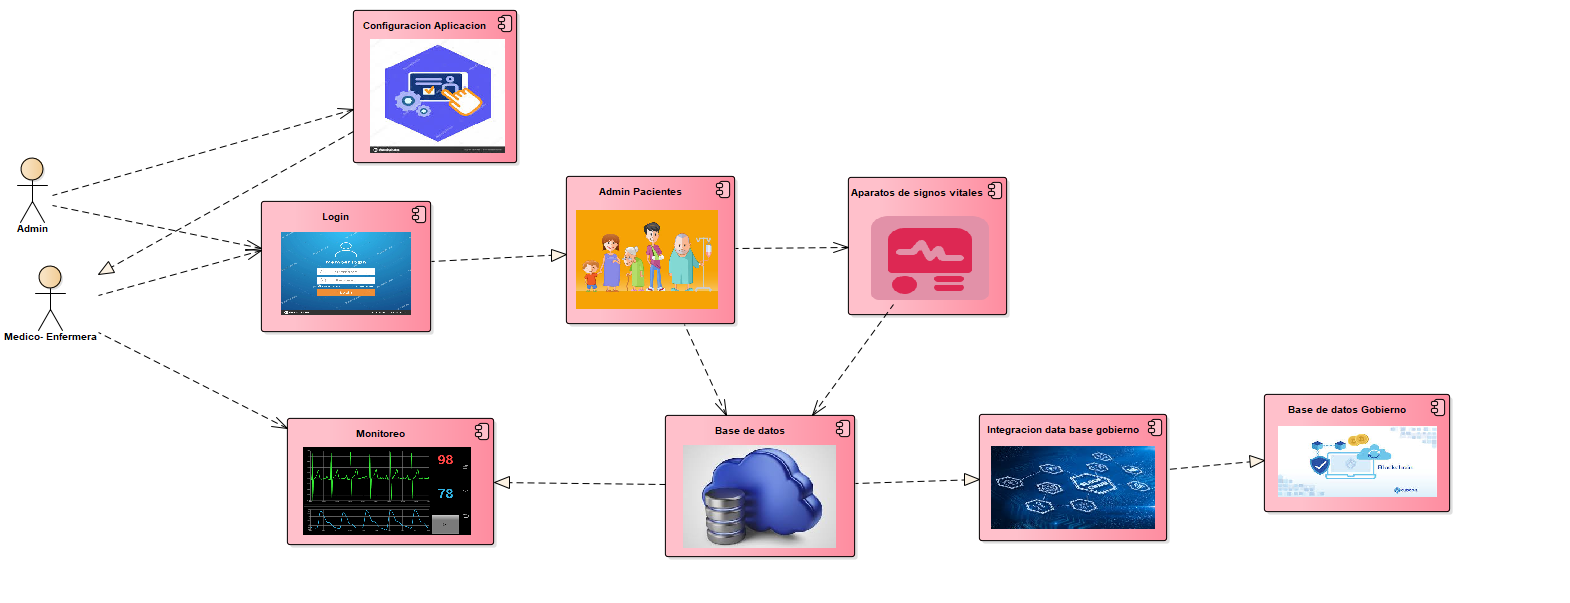 Configuracion Aplicacion
Admin
Login
Admin Pacientes
Aparatos de signos vitales
Medico- Enfermera
Monitoreo
98
78
Base de datos
Integracion data base gobierno
Base de datos Gobierno